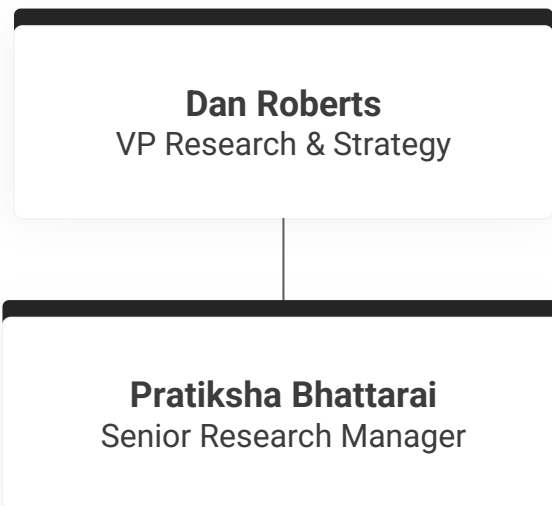 Dan Roberts
VP Research & Strategy
Pratiksha Bhattarai
Senior Research Manager